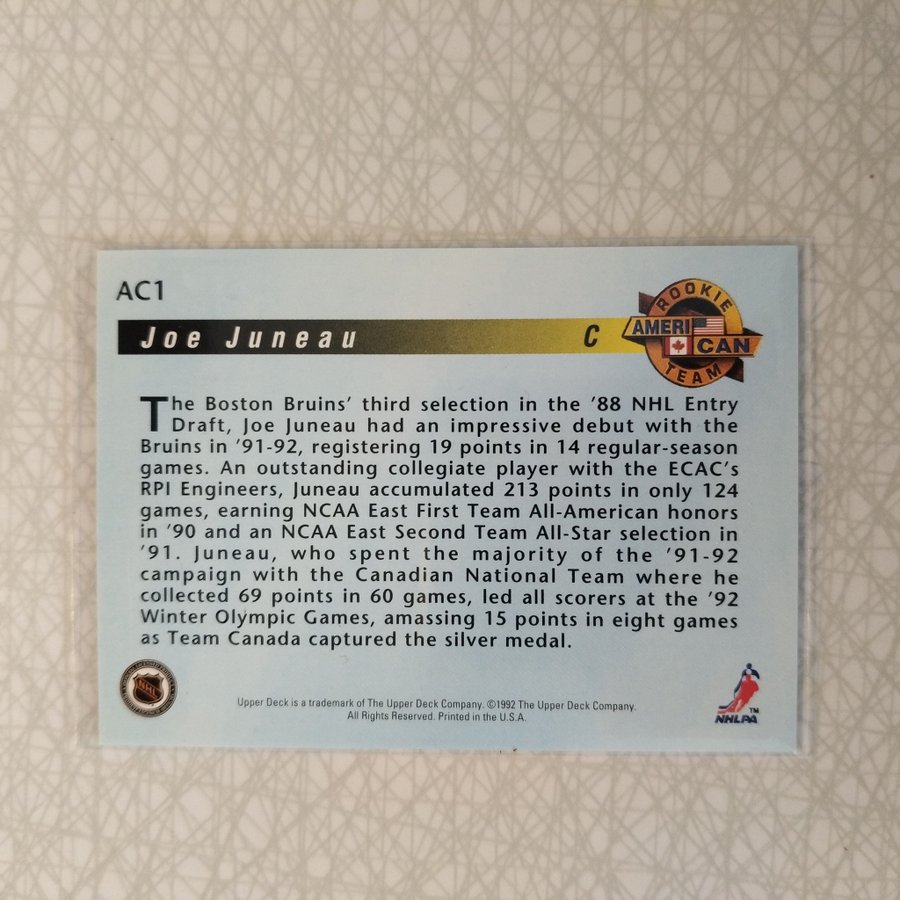 AC1
Joe Juneau C
ROOKIE
AMERI
CAN
TEAM
The Boston Bruins' third selection in the '88 NHL Entry
Draft, Joe Juneau had an impressive debut with the
Bruins in '91-92, registering 19 points in 14 regular-season
games. An outstanding collegiate player with the ECAC's
RPI Engineers, Juneau accumulated 213 points in only 124
games, earning NCAA East First Team All-American honors
in '90 and an NCAA East Second Team All-Star selection in
'91. Juneau, who spent the majority of the '91-92
campaign with the Canadian National Team where he
collected 69 points in 60 games, led all scorers at the '92
Winter Olympic Games, amassing 15 points in eight games
as Team Canada captured the silver medal.
NHL
Upper Deck is a trademark of The Upper Deck Company. ©1992 The Upper Deck Company.
All Rights Reserved. Printed in the U.S.A.
TM
NHLPA